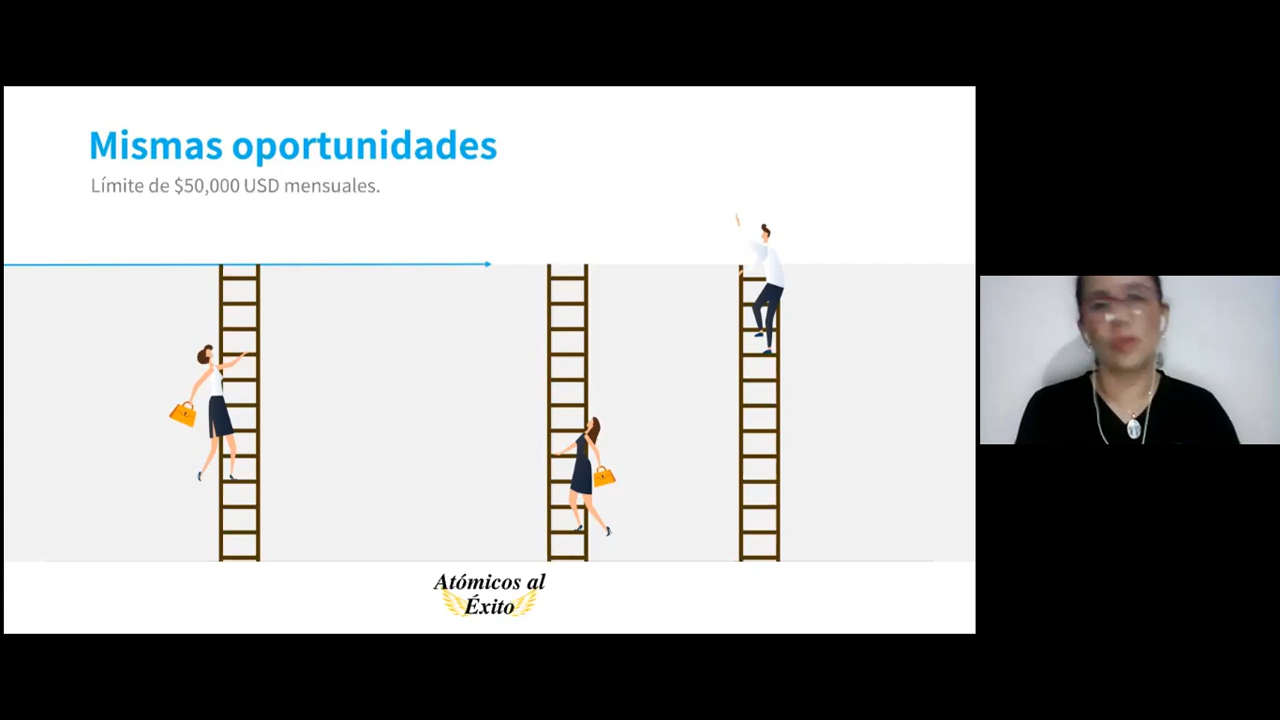 Mismas oportunidades
Límite de $50,000 USD mensuales.
Atómicos al
Éxito